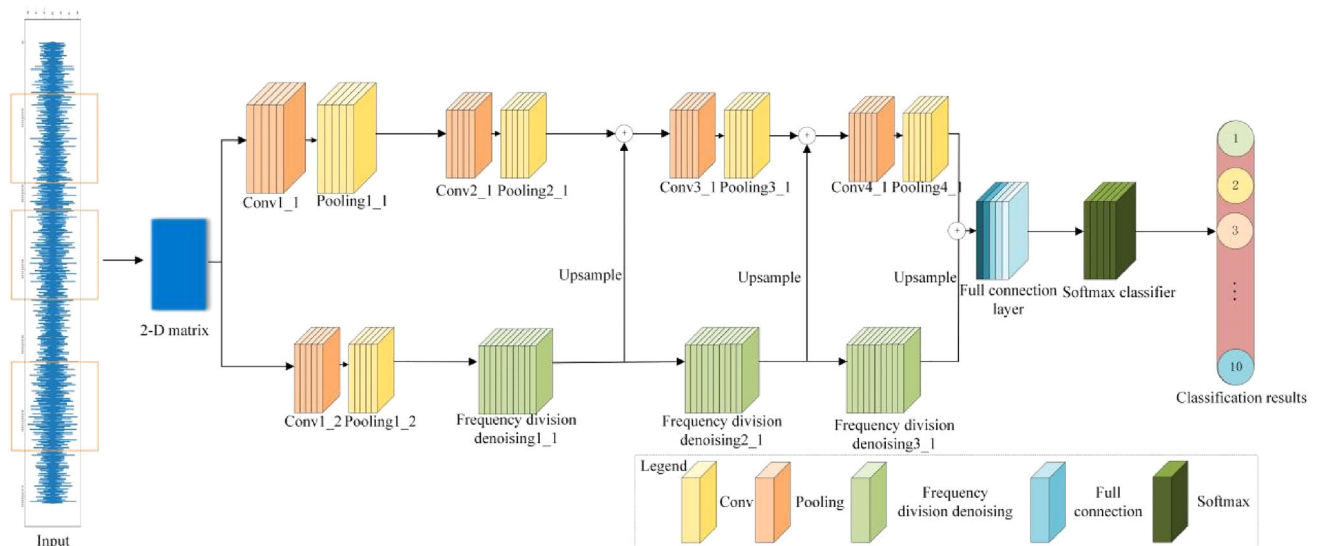 Conv1_1
Pooling1_1
Conv2_1
Pooling2_1
Conv3_1
Pooling3_1
Conv4_1
Pooling4_1
1
2
3
10
Classification results
2-D matrix
Upsample
Upsample
Upsample
Full connection
layer
Softmax classifier
Conv1_2
Pooling1_2
Frequency division
denoising1_1
Frequency division
denoising2_1
Frequency division
denoising3_1
Legend
Conv
Pooling
Frequency
division denoising
Full
connection
Softmax
Input